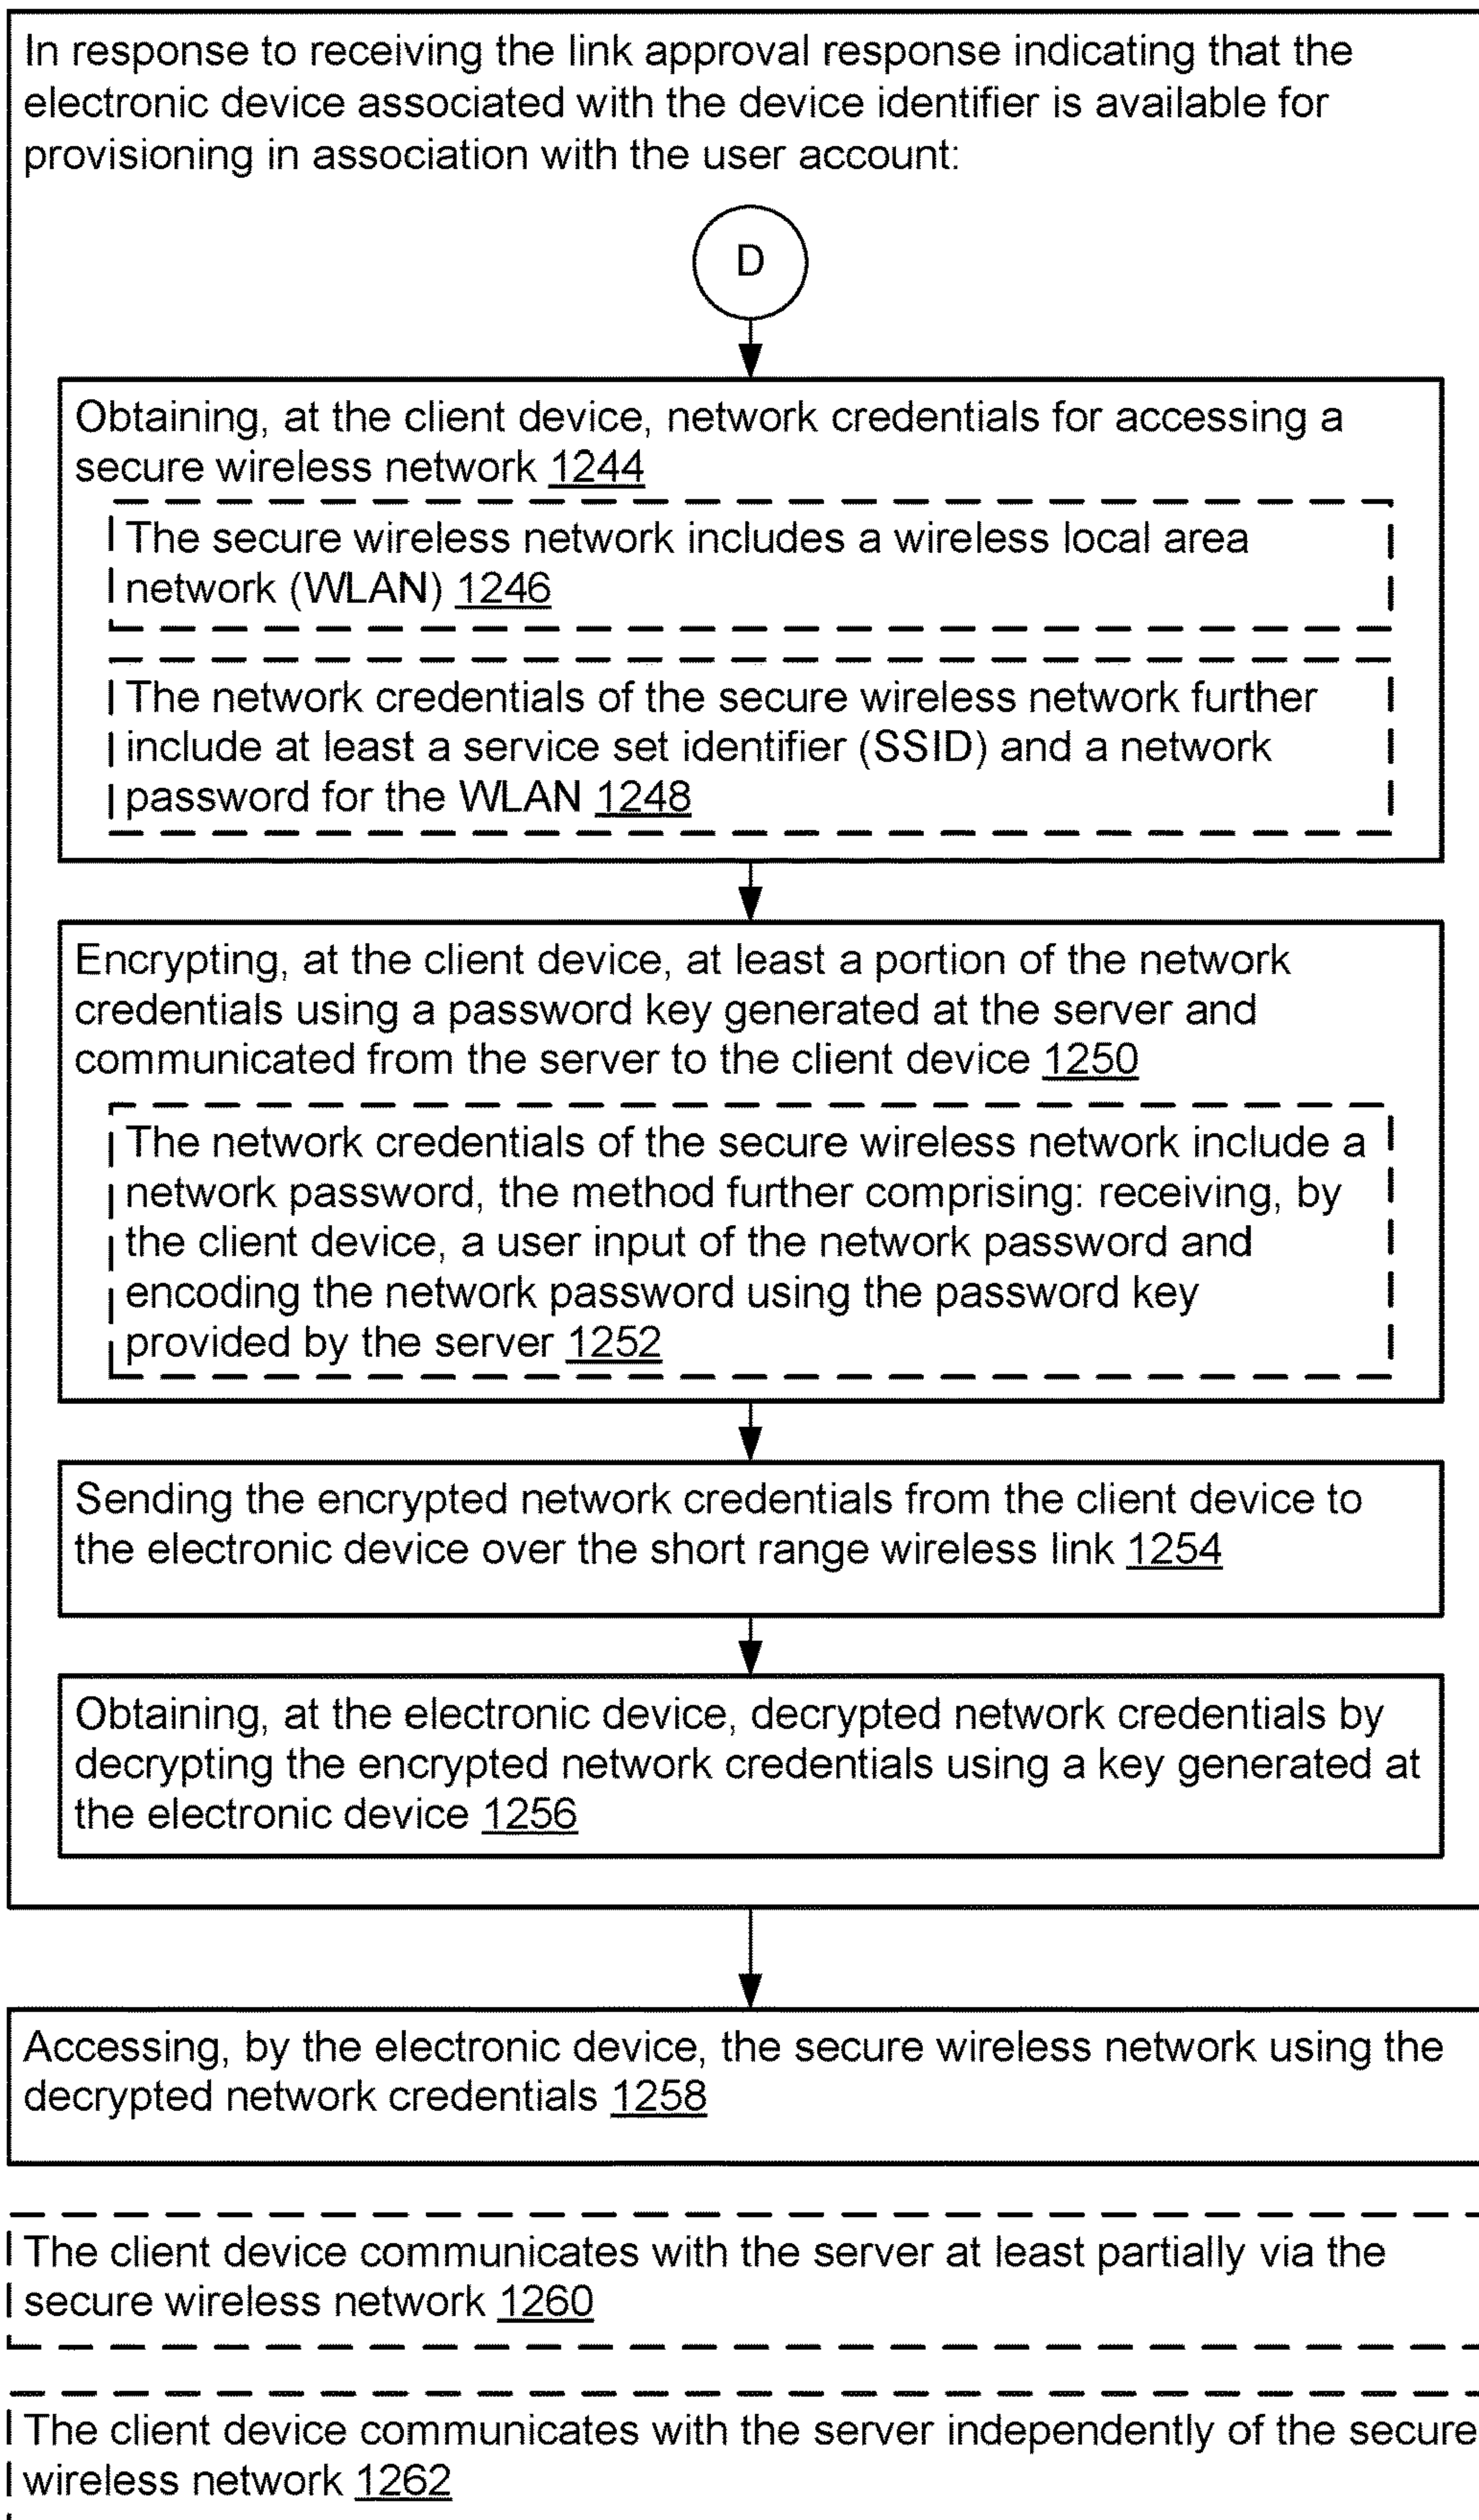 In response to receiving the link approval response indicating that the
electronic device associated with the device identifier is available for
provisioning in association with the user account:
D
Obtaining, at the client device, network credentials for accessing a
secure wireless network 1244
The secure wireless network includes a wireless local area
network (WLAN) 1246
The network credentials of the secure wireless network further
include at least a service set identifier (SSID) and a network
password for the WLAN 1248
Encrypting, at the client device, at least a portion of the network
credentials using a password key generated at the server and
communicated from the server to the client device 1250
The network credentials of the secure wireless network include a
network password, the method further comprising: receiving, by
the client device, a user input of the network password and
encoding the network password using the password key
provided by the server 1252
Sending the encrypted network credentials from the client device to
the electronic device over the short range wireless link 1254
Obtaining, at the electronic device, decrypted network credentials by
decrypting the encrypted network credentials using a key generated at
the electronic device 1256
Accessing, by the electronic device, the secure wireless network using the
decrypted network credentials 1258
The client device communicates with the server at least partially via the
secure wireless network 1260
The client device communicates with the server independently of the secure
wireless network 1262